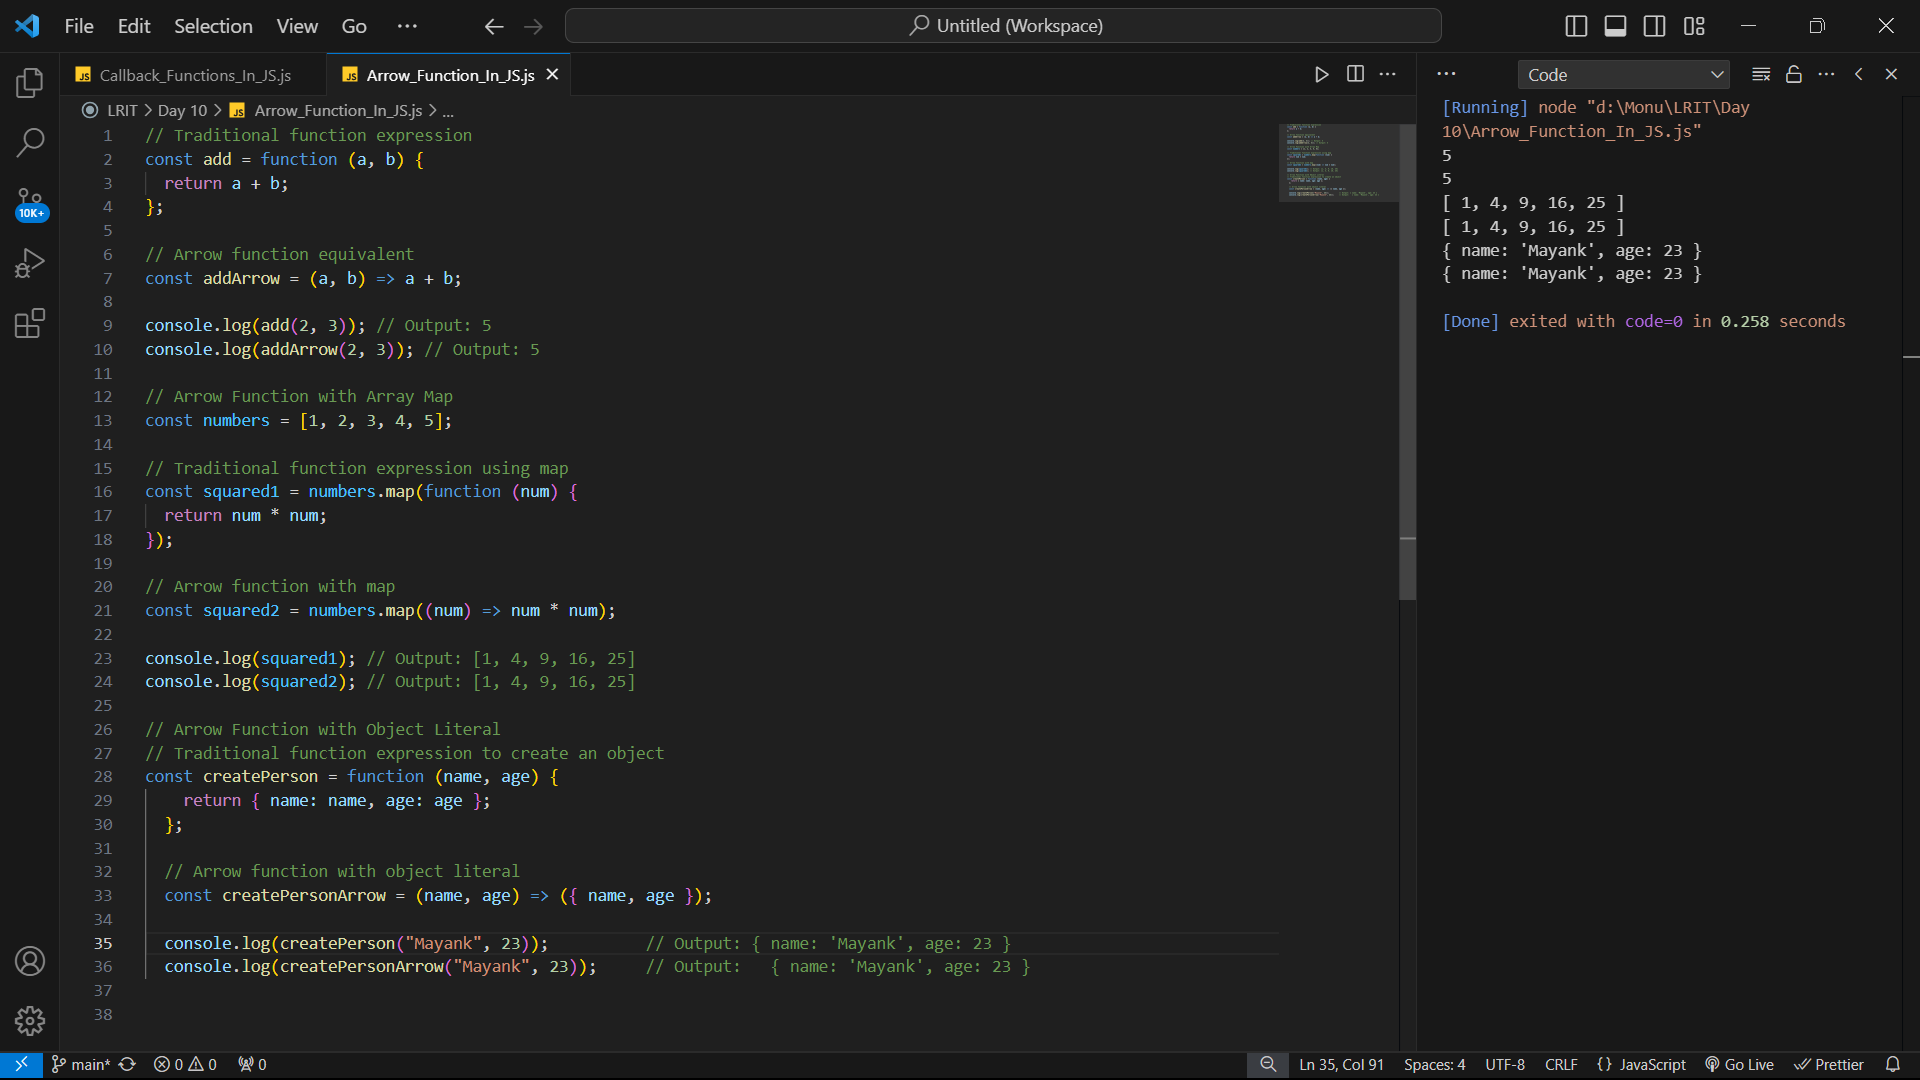 File Edit Selection View Go ··· Untitled (Workspace)
JS Callback_Functions_In_JS.js JS Arrow_Function_In_JS.js
LRIT > Day 10 > JS Arrow_Function_In_JS.js > ...
1 // Traditional function expression
2 const add = function (a, b) {
3 return a + b;
4 };
5
6 // Arrow function equivalent
7 const addArrow = (a, b) => a + b;
8
9 console.log(add(2, 3)); // Output: 5
10 console.log(addArrow(2, 3)); // Output: 5
11
12 // Arrow Function with Array Map
13 const numbers = [1, 2, 3, 4, 5];
14
15 // Traditional function expression using map
16 const squared1 = numbers.map(function (num) {
17 return num * num;
18 });
19
20 // Arrow function with map
21 const squared2 = numbers.map((num) => num * num);
22
23 console.log(squared1); // Output: [1, 4, 9, 16, 25]
24 console.log(squared2); // Output: [1, 4, 9, 16, 25]
25
26 // Arrow Function with Object Literal
27 // Traditional function expression to create an object
28 const createPerson = function (name, age) {
29 return { name: name, age: age };
30 };
31
32 // Arrow function with object literal
33 const createPersonArrow = (name, age) => ({ name, age });
34
35 console.log(createPerson("Mayank", 23)); // Output: { name: 'Mayank', age: 23 }
36 console.log(createPersonArrow("Mayank", 23)); // Output: { name: 'Mayank', age: 23 }
37
38
10K+
Code
[Running] node "d:\Monu\LRIT\Day
10\Arrow_Function_In_JS.js"
5
5
[ 1, 4, 9, 16, 25 ]
[ 1, 4, 9, 16, 25 ]
{ name: 'Mayank', age: 23 }
{ name: 'Mayank', age: 23 }
[Done] exited with code=0 in 0.258 seconds
main* 0 0 0 Ln 35, Col 91 Spaces: 4 UTF-8 CRLF {} JavaScript Go Live Prettier